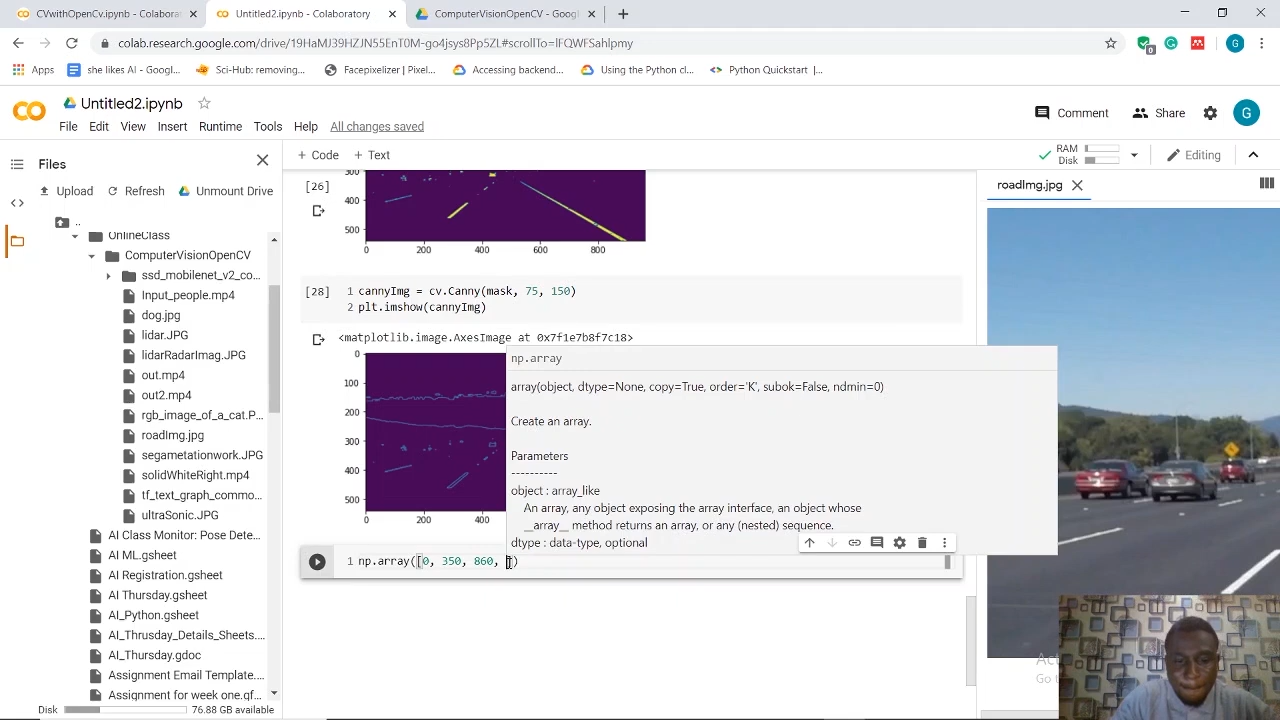 CVwithOpenCv.ipynb - Colaborat
Untitled2.ipynb - Colaboratory
ComputerVisionOpenCV - Googl
colab.research.google.com/drive/19HaMJ39HZJN55EnT0M-go4jsys8Pp5ZL#scrollTo=lFQWFSahlpmy
0
G
Apps
she likes AI - Googl...
Sci-Hub: removing...
Facepixelizer | Pixel...
Accessing backend...
Using the Python cl...
Python Quickstart |...
Untitled2.ipynb
Comment
Share
G
File
Edit
View
Insert
Runtime
Tools
Help
All changes saved
Files
+ Code
+ Text
RAM
Disk
Editing
Upload
Refresh
Unmount Drive
..
OnlineClass
ComputerVisionOpenCV
ssd_mobilenet_v2_co...
Input_people.mp4
dog.jpg
lidar.JPG
lidarRadarImag.JPG
out.mp4
out2.mp4
rgb_image_of_a_cat.P...
roadImg.jpg
segametationwork.JPG
solidWhiteRight.mp4
tf_text_graph_commo...
ultraSonic.JPG
AI Class Monitor: Pose Dete...
AI ML.gsheet
AI Registration.gsheet
AI Thursday.gsheet
AI_Python.gsheet
AI_Thrusday_Details_Sheets....
AI_Thursday.gdoc
Assignment Email Template....
Assignment for week one.gf...
Disk
76.88 GB available
[26]
300
400
500
0
200
400
600
800
[28]
1 cannyImg = cv.Canny(mask, 75, 150)
2 plt.imshow(cannyImg)
<matplotlib.image.AxesImage at 0x7f1e7b8f7c18>
0
100
200
300
400
500
0
200
400
np.array
array(object, dtype=None, copy=True, order='K', subok=False, ndmin=0)
Create an array.
Parameters
----------
object : array_like
An array, any object exposing the array interface, an object whose
__array__ method returns an array, or any (nested) sequence.
dtype : data-type, optional
1 np.array([0, 350, 860, ])
roadImg.jpg